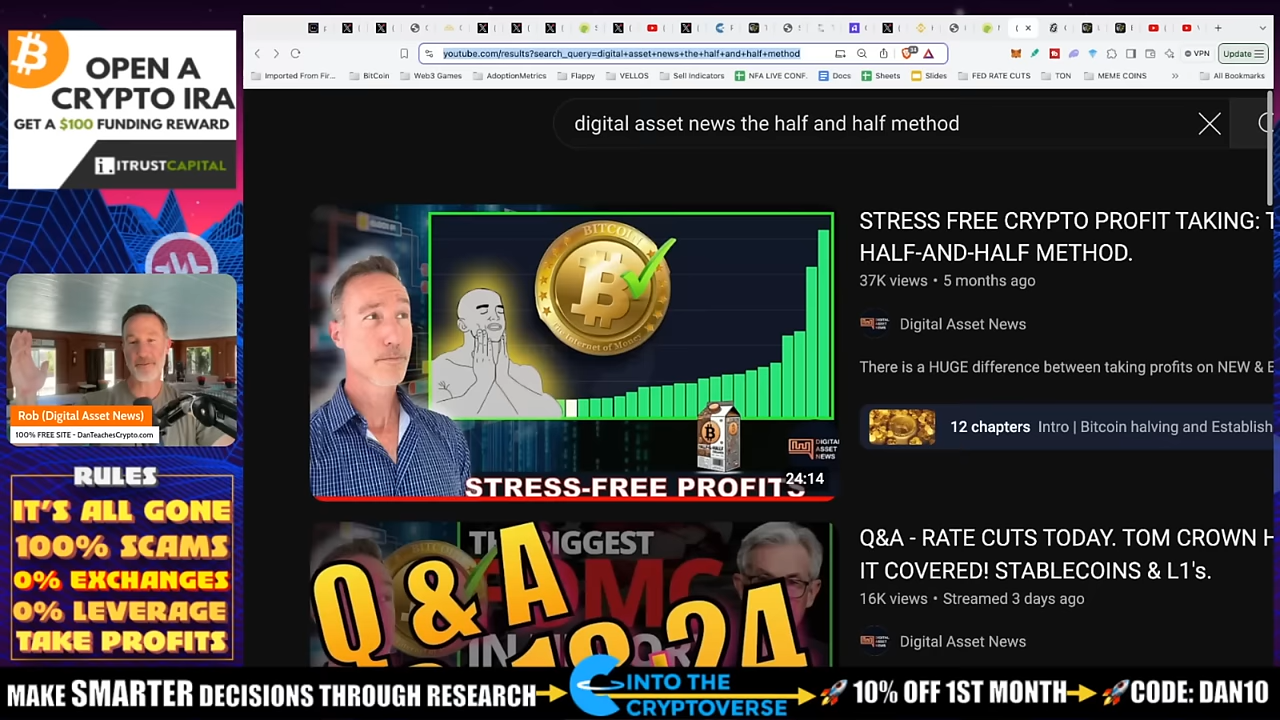 OPEN A
CRYPTO IRA
GET A $100 FUNDING REWARD
i. ITRUSTCAPITAL
Rob (Digital Asset News)
100% FREE SITE - DanTeachesCrypto.com
RULES
IT'S ALL GONE
100% SCAMS
0% EXCHANGES
0% LEVERAGE
TAKE PROFITS
youtube.com/results?search_query=digital+asset+news+the+half+and+half+method
VPN
Update
Imported From Fir...
BitCoin
Web3 Games
AdoptionMetrics
Flappy
VELLOS
Sell Indicators
NFA LIVE CONF.
Docs
Sheets
Slides
FED RATE CUTS
TON
MEME COINS
All Bookmarks
digital asset news the half and half method
BITCOIN
DIGITAL
ASSET
NEWS
24:14
STRESS-FREE PROFITS
STRESS FREE CRYPTO PROFIT TAKING: T
HALF-AND-HALF METHOD.
37K views • 5 months ago
Digital Asset News
There is a HUGE difference between taking profits on NEW & E
12 chapters Intro | Bitcoin halving and Establish
THE BIGGEST
FOMC
Q & A
Q&A - RATE CUTS TODAY. TOM CROWN H
IT COVERED! STABLECOINS & L1's.
16K views • Streamed 3 days ago
Digital Asset News
MAKE SMARTER DECISIONS THROUGH RESEARCH
INTO THE
CRYPTOVERSE
10% OFF 1ST MONTH
CODE: DAN10